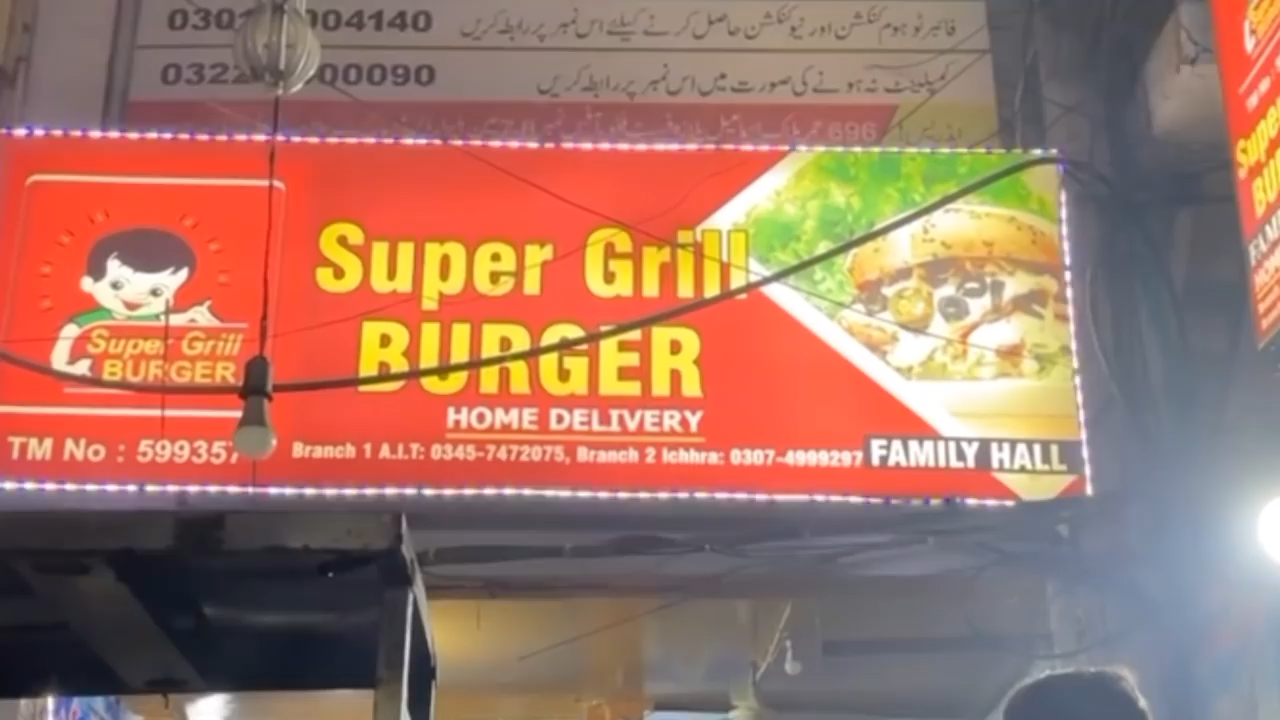 004140
فائبر ٹو ہوم کنکشن اور نیو کنکشن حاصل کرنے کیلئے اس نمبر پر رابطہ کریں
0322
00090
کمپلینٹ نہ ہونے کی صورت میں اس نمبر پر رابطہ کریں
696
Super Grill
BURGER
HOME DELIVERY
Super Grill
BURGER
TM No : 599357
Branch 1 A.I.T: 0345-7472075, Branch 2 Ichhra: 0307-4999297
FAMILY HALL